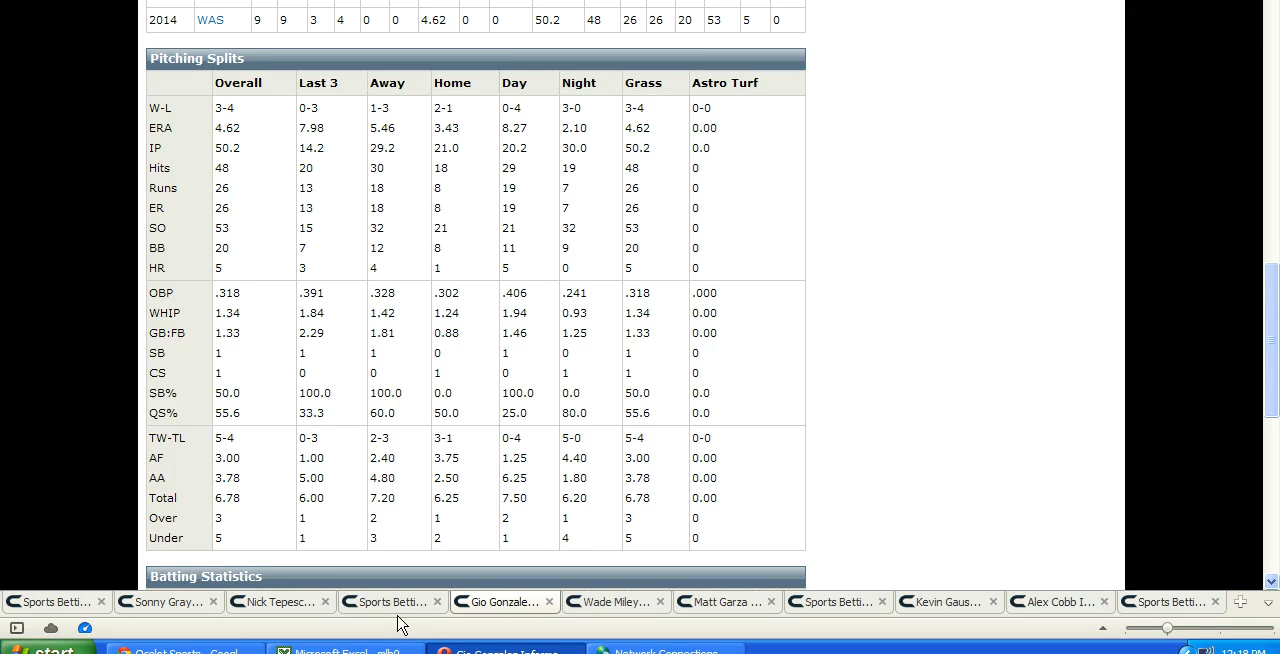 2014 WAS 9 9 3 4 0 0 4.62 0 0 50.2 48 26 26 20 53 5 0
Pitching Splits
Overall Last 3 Away Home Day Night Grass Astro Turf
W-L 3-4 0-3 1-3 2-1 0-4 3-0 3-4 0-0
ERA 4.62 7.98 5.46 3.43 8.27 2.10 4.62 0.00
IP 50.2 14.2 29.2 21.0 20.2 30.0 50.2 0.0
Hits 48 20 30 18 29 19 48 0
Runs 26 13 18 8 19 7 26 0
ER 26 13 18 8 19 7 26 0
SO 53 15 32 21 21 32 53 0
BB 20 7 12 8 11 9 20 0
HR 5 3 4 1 5 0 5 0
OBP .318 .391 .328 .302 .406 .241 .318 .000
WHIP 1.34 1.84 1.42 1.24 1.94 0.93 1.34 0.00
GB:FB 1.33 2.29 1.81 0.88 1.46 1.25 1.33 0.00
SB 1 1 1 0 1 0 1 0
CS 1 0 0 1 0 1 1 0
SB% 50.0 100.0 100.0 0.0 100.0 0.0 50.0 0.0
QS% 55.6 33.3 60.0 50.0 25.0 80.0 55.6 0.0
TW-TL 5-4 0-3 2-3 3-1 0-4 5-0 5-4 0-0
AF 3.00 1.00 2.40 3.75 1.25 4.40 3.00 0.00
AA 3.78 5.00 4.80 2.50 6.25 1.80 3.78 0.00
Total 6.78 6.00 7.20 6.25 7.50 6.20 6.78 0.00
Over 3 1 2 1 2 1 3 0
Under 5 1 3 2 1 4 5 0
Batting Statistics
Sports Betti... Sonny Gray... Nick Tepesc... Sports Betti... Gio Gonzale... Wade Miley... Matt Garza ... Sports Betti... Kevin Gaus... Alex Cobb I... Sports Betti...
start Ocelot Sports - Googl... Microsoft Excel - mlb0... Gio Gonzalez Informa... Network Connections 12:18 PM